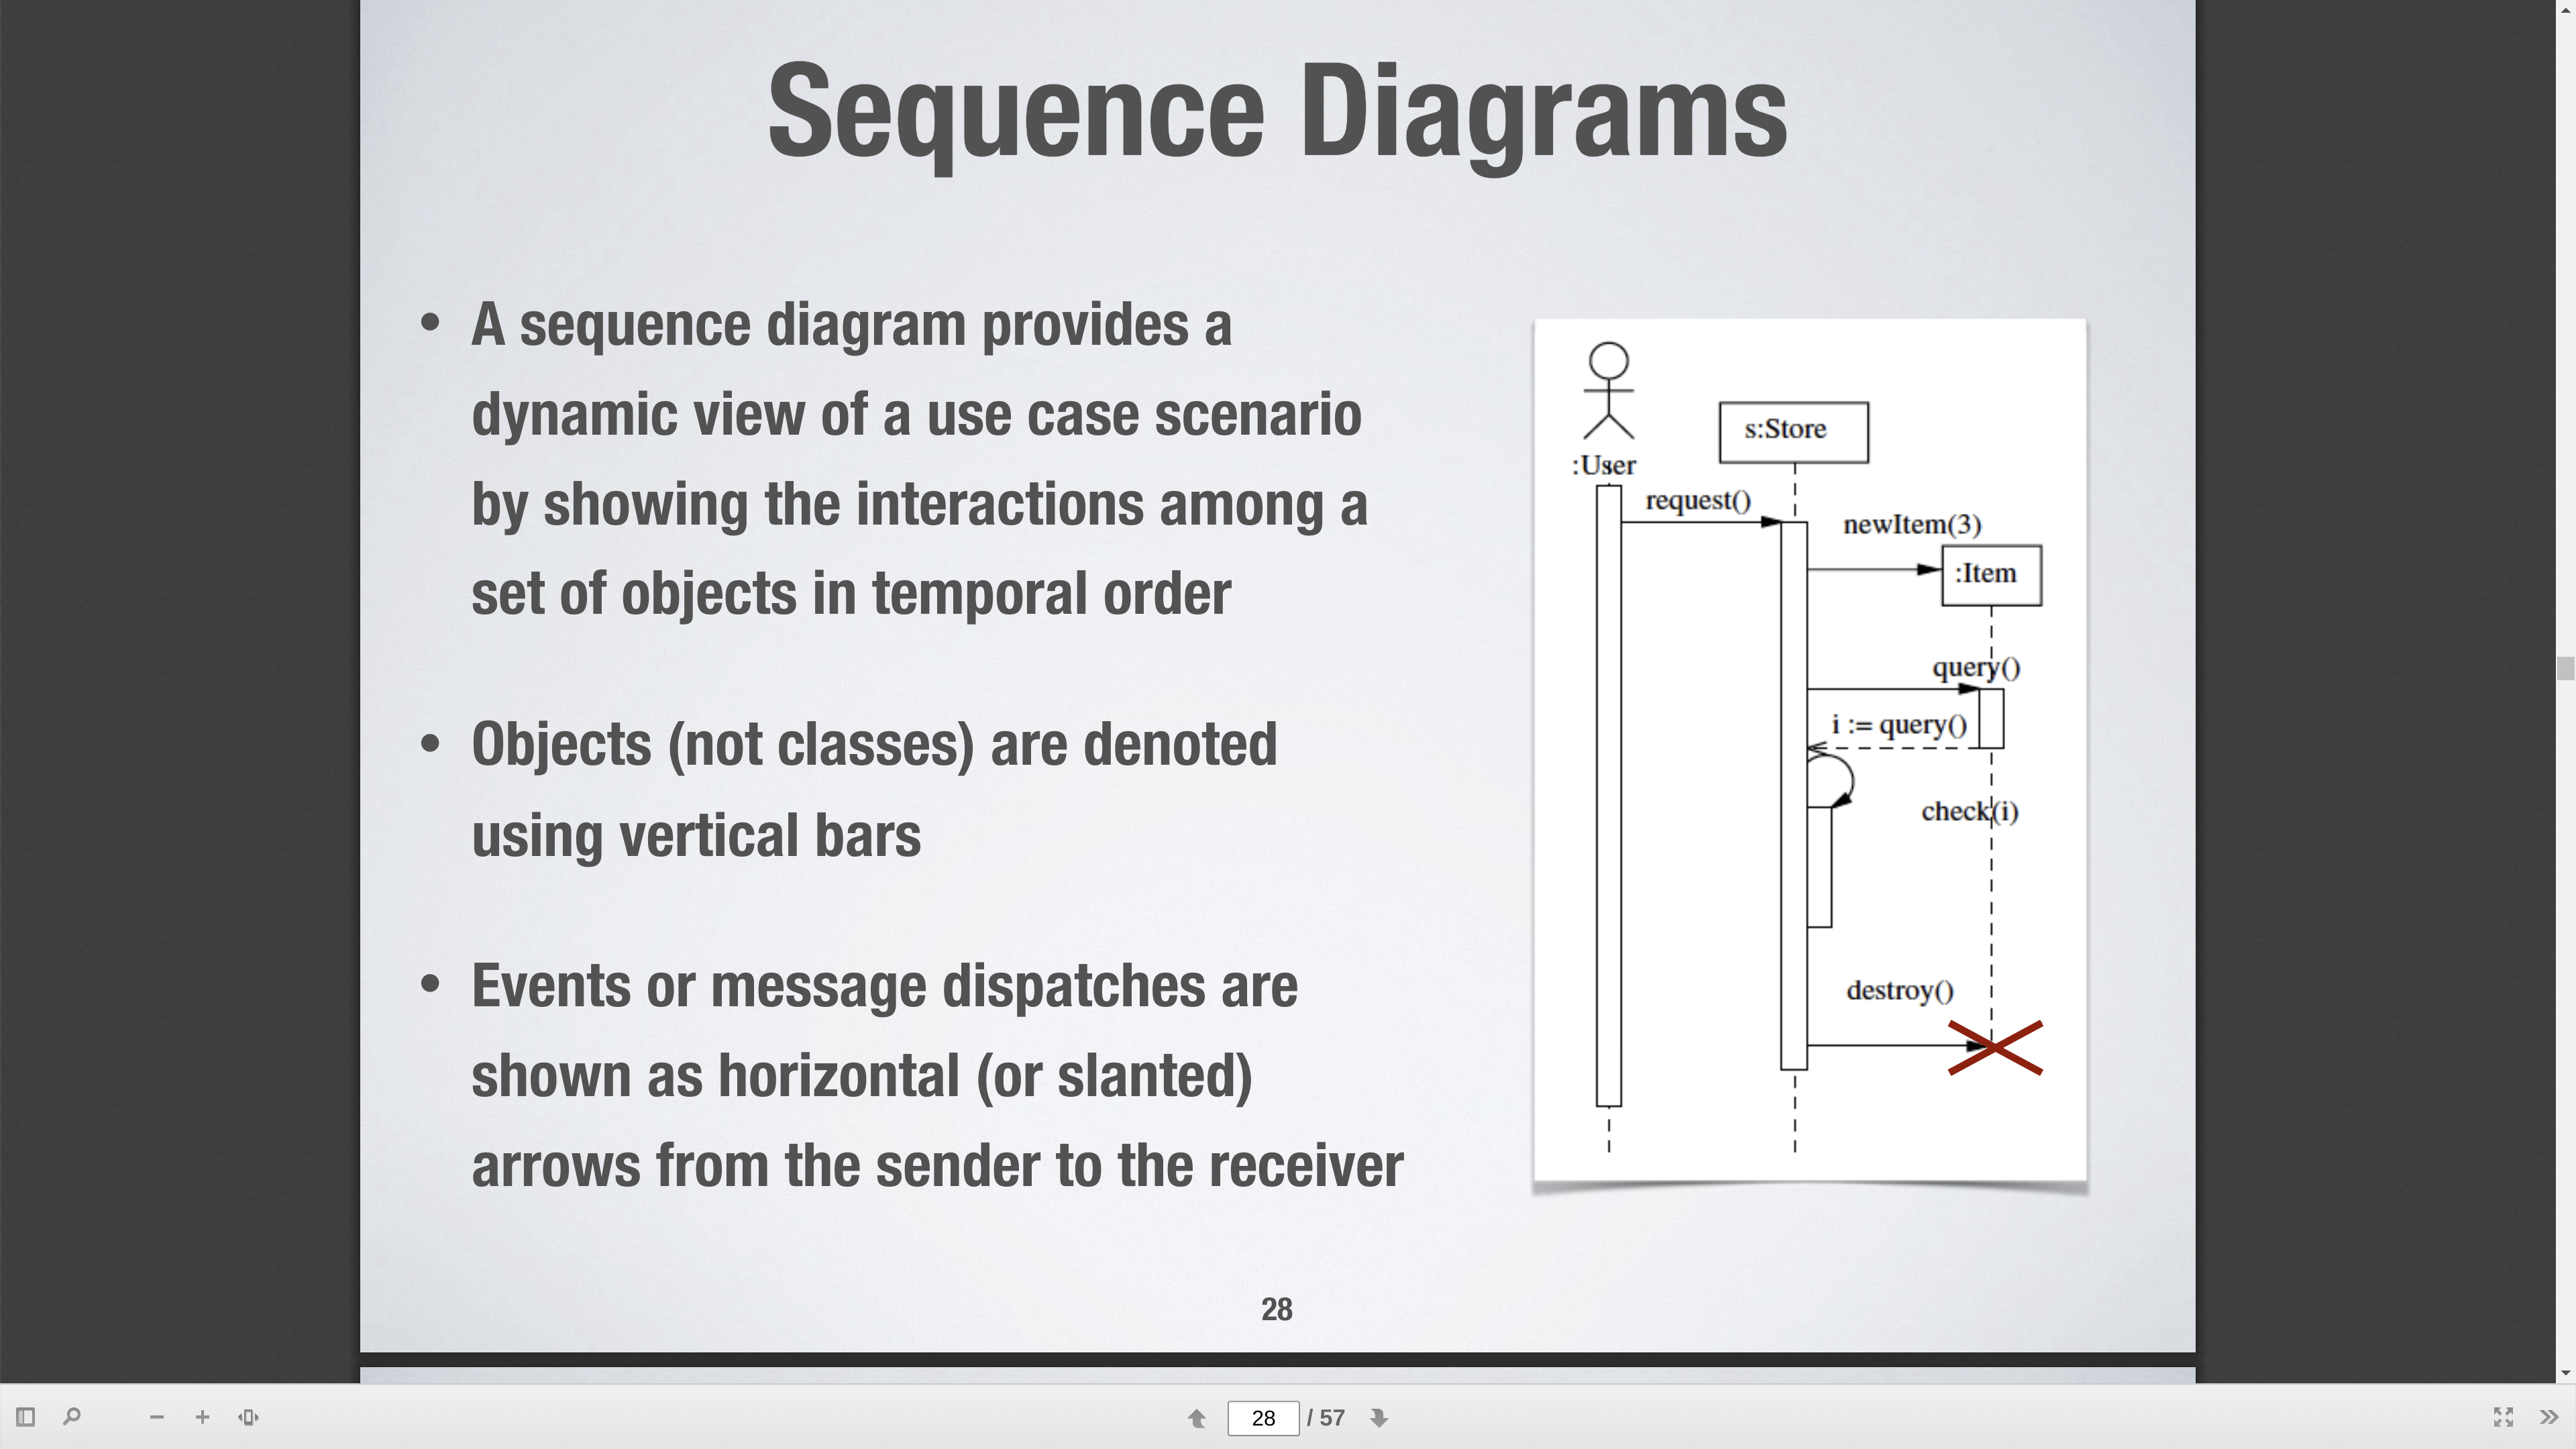 Sequence Diagrams
• A sequence diagram provides a
dynamic view of a use case scenario
by showing the interactions among a
set of objects in temporal order
• Objects (not classes) are denoted
using vertical bars
• Events or message dispatches are
shown as horizontal (or slanted)
arrows from the sender to the receiver
:User
s:Store
request()
newItem(3)
:Item
query()
i := query()
check(i)
destroy()
28
28 / 57